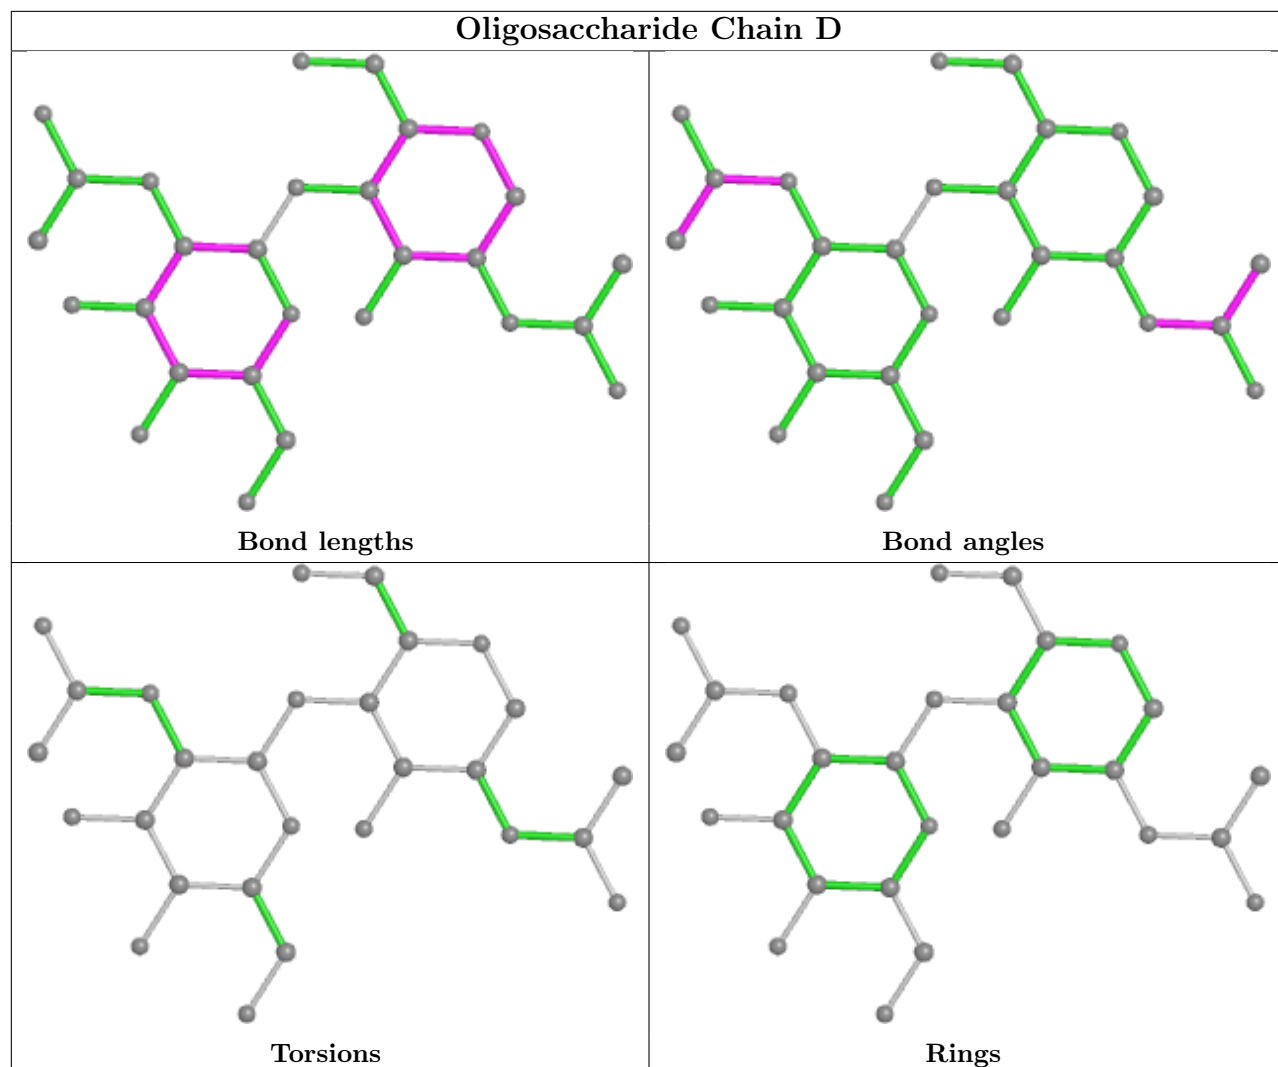 Oligosaccharide Chain D
Bond lengths
Bond angles
Torsions
Rings